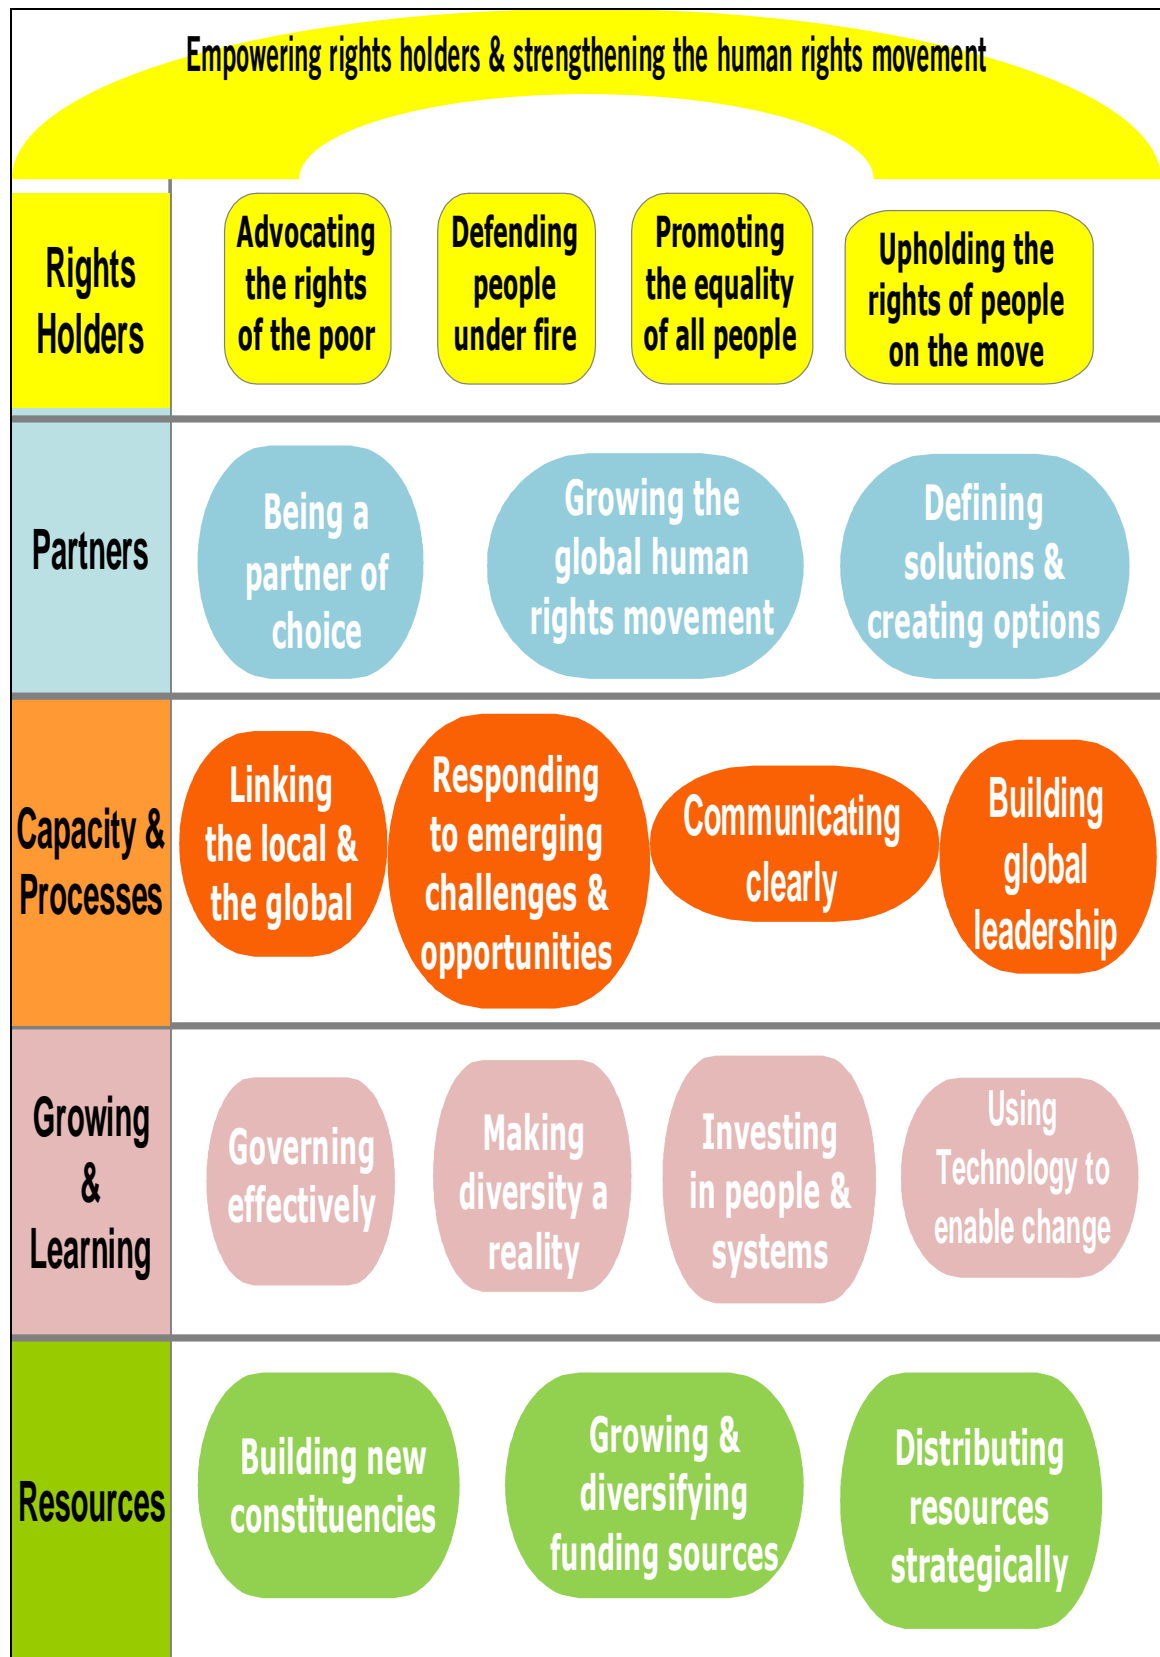 Empowering rights holders & strengthening the human rights movement
Rights
Holders
Advocating
the rights
of the poor
Defending
people
under fire
Promoting
the equality
of all people
Upholding the
rights of people
on the move
Partners
Being a
partner of
choice
Growing the
global human
rights movement
Defining
solutions &
creating options
Capacity &
Processes
Linking
the local &
the global
Responding
to emerging
challenges &
opportunities
Communicating
clearly
Building
global
leadership
Growing
&
Learning
Governing
effectively
Making
diversity a
reality
Investing
in people &
systems
Using
Technology to
enable change
Resources
Building new
constituencies
Growing &
diversifying
funding sources
Distributing
resources
strategically